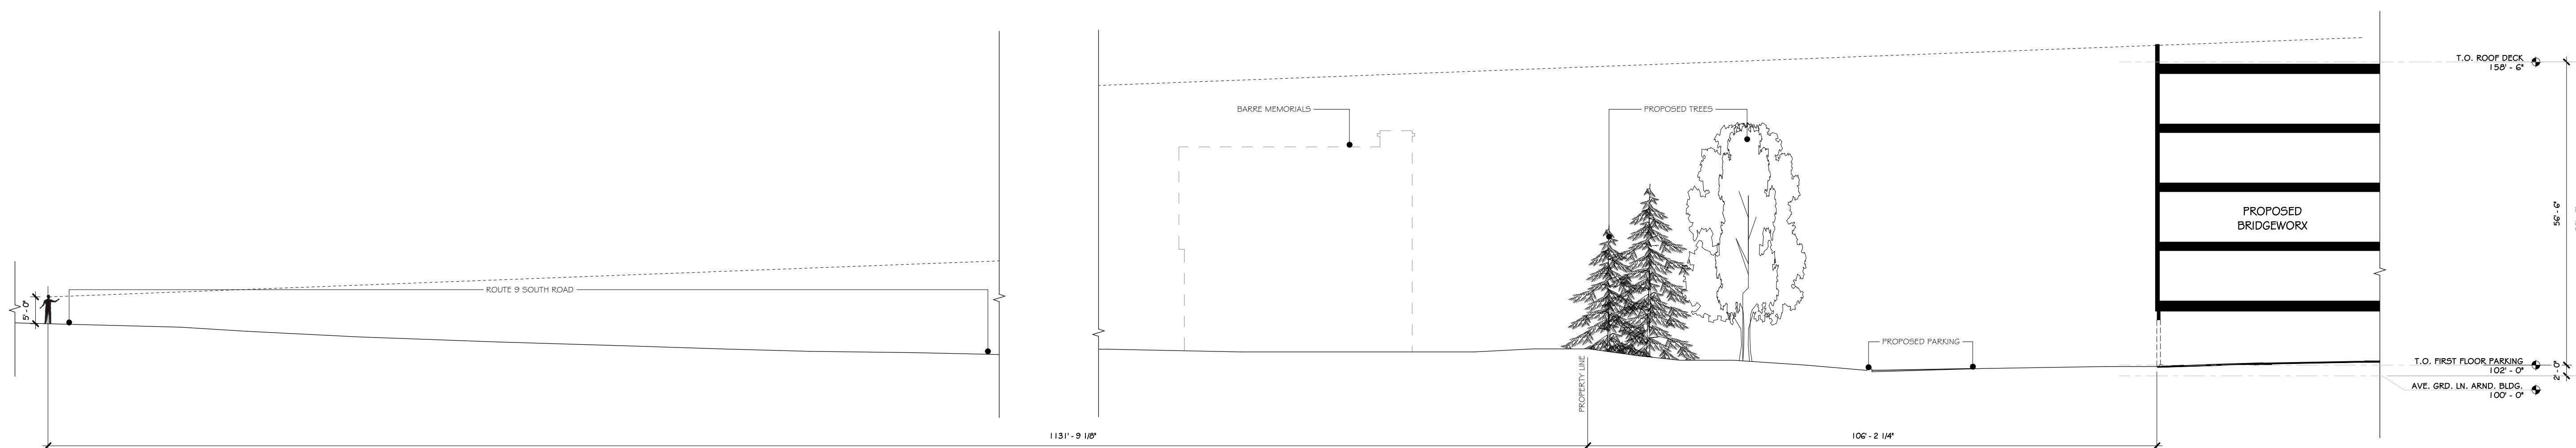 T.O. ROOF DECK
158' - 6"
BARRE MEMORIALS
PROPOSED TREES
PROPOSED
BRIDGEWORX
56' - 6"
5' - 0"
ROUTE 9 SOUTH ROAD
PROPOSED PARKING
PROPERTY LINE
T.O. FIRST FLOOR PARKING
102' - 0"
2' - 0"
AVE. GRD. LN. ARND. BLDG.
100' - 0"
1131' - 9 1/8"
106' - 2 1/4"